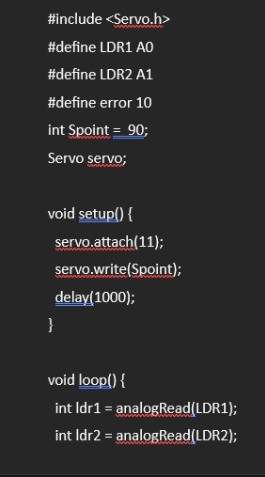 #include <Servo.h>
#define LDR1 A0
#define LDR2 A1
#define error 10
int Spoint =  90;
Servo servo;
void setup() {
servo.attach(11);
servo.write(Spoint);
delay(1000);
}
void loop() {
int ldr1 = analogRead(LDR1);
int ldr2 = analogRead(LDR2);